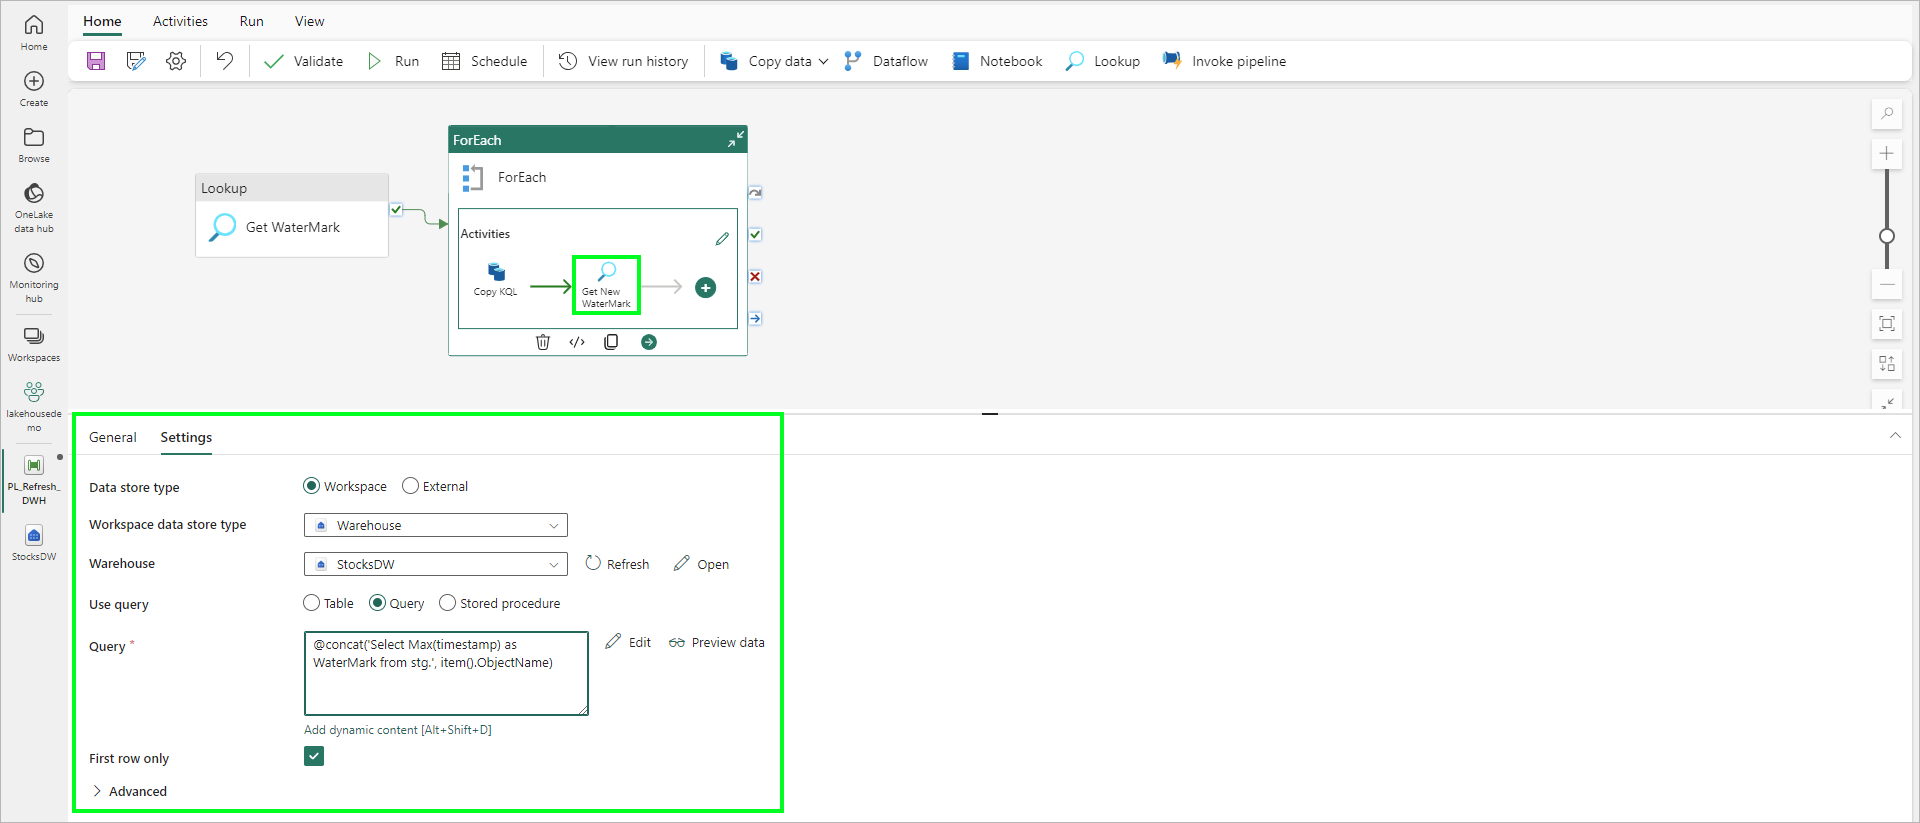 Home
Activities
Run
View
Validate
Run
Schedule
View run history
Copy data
Dataflow
Notebook
Lookup
Invoke pipeline
Home
Create
Browse
OneLake
data hub
Monitoring
hub
Workspaces
lakehousede
mo
PL_Refresh_
DWH
StocksDW
Lookup
Get WaterMark
ForEach
ForEach
Activities
Copy KQL
Get New
WaterMark
General
Settings
Data store type
Workspace
External
Workspace data store type
Warehouse
Warehouse
StocksDW
Refresh
Open
Use query
Table
Query
Stored procedure
Query *
@concat('Select Max(timestamp) as
WaterMark from stg.', item().ObjectName)
Edit
Preview data
Add dynamic content [Alt+Shift+D]
First row only
Advanced